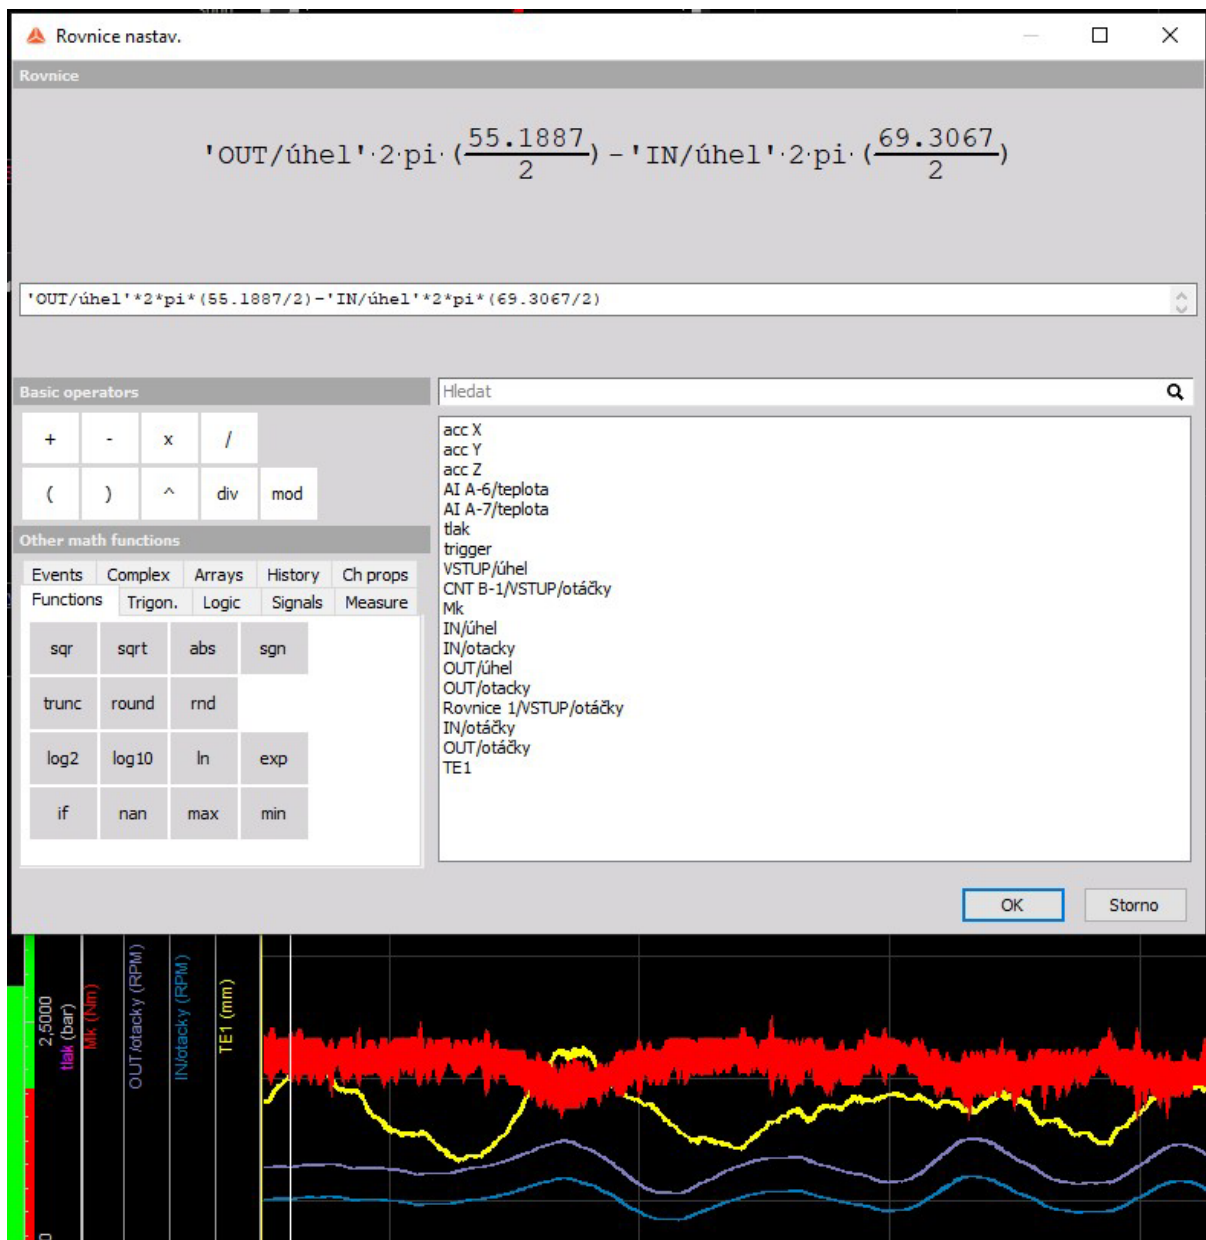 Rovnice nastav.
Rovnice
'OUT/úhel'·2·pi·(55.1887/2)-'IN/úhel'·2·pi·(69.3067/2)
'OUT/úhel'*2*pi*(55.1887/2)-'IN/úhel'*2*pi*(69.3067/2)
Basic operators
+ - x /
( ) ^ div mod
Other math functions
Events Complex Arrays History Ch props
Functions Trigon. Logic Signals Measure
sqr sqrt abs sgn
trunc round rnd
log2 log10 ln exp
if nan max min
Hledat
acc X
acc Y
acc Z
AI A-6/teplota
AI A-7/teplota
tlak
trigger
VSTUP/úhel
CNT B-1/VSTUP/otáčky
Mk
IN/úhel
IN/otacky
OUT/úhel
OUT/otacky
Rovnice 1/VSTUP/otáčky
IN/otáčky
OUT/otáčky
TE1
OK Storno
2,5000
tlak (bar)
Mk (Nm)
OUT/otacky (RPM)
IN/otacky (RPM)
TE1 (mm)